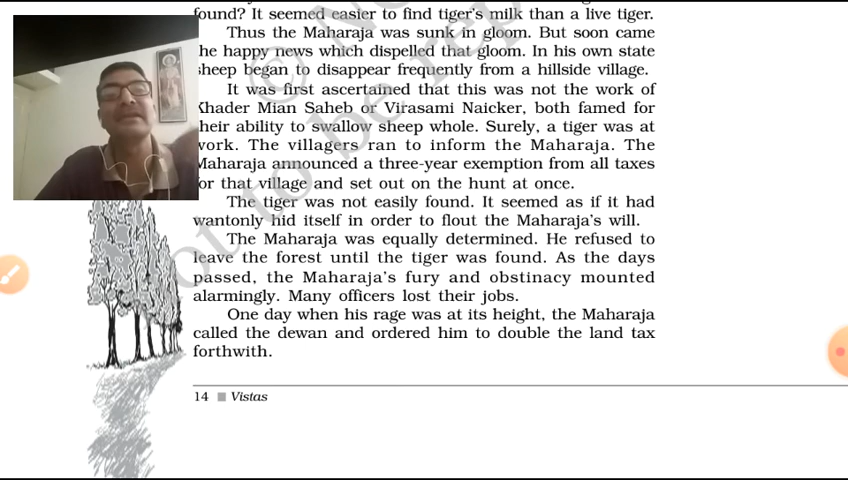 found? It seemed easier to find tiger's milk than a live tiger.
Thus the Maharaja was sunk in gloom. But soon came
the happy news which dispelled that gloom. In his own state
sheep began to disappear frequently from a hillside village.
It was first ascertained that this was not the work of
Khader Mian Saheb or Virasami Naicker, both famed for
their ability to swallow sheep whole. Surely, a tiger was at
work. The villagers ran to inform the Maharaja. The
Maharaja announced a three-year exemption from all taxes
for that village and set out on the hunt at once.
The tiger was not easily found. It seemed as if it had
wantonly hid itself in order to flout the Maharaja's will.
The Maharaja was equally determined. He refused to
leave the forest until the tiger was found. As the days
passed, the Maharaja's fury and obstinacy mounted
alarmingly. Many officers lost their jobs.
One day when his rage was at its height, the Maharaja
called the dewan and ordered him to double the land tax
forthwith.
14 ■ Vistas